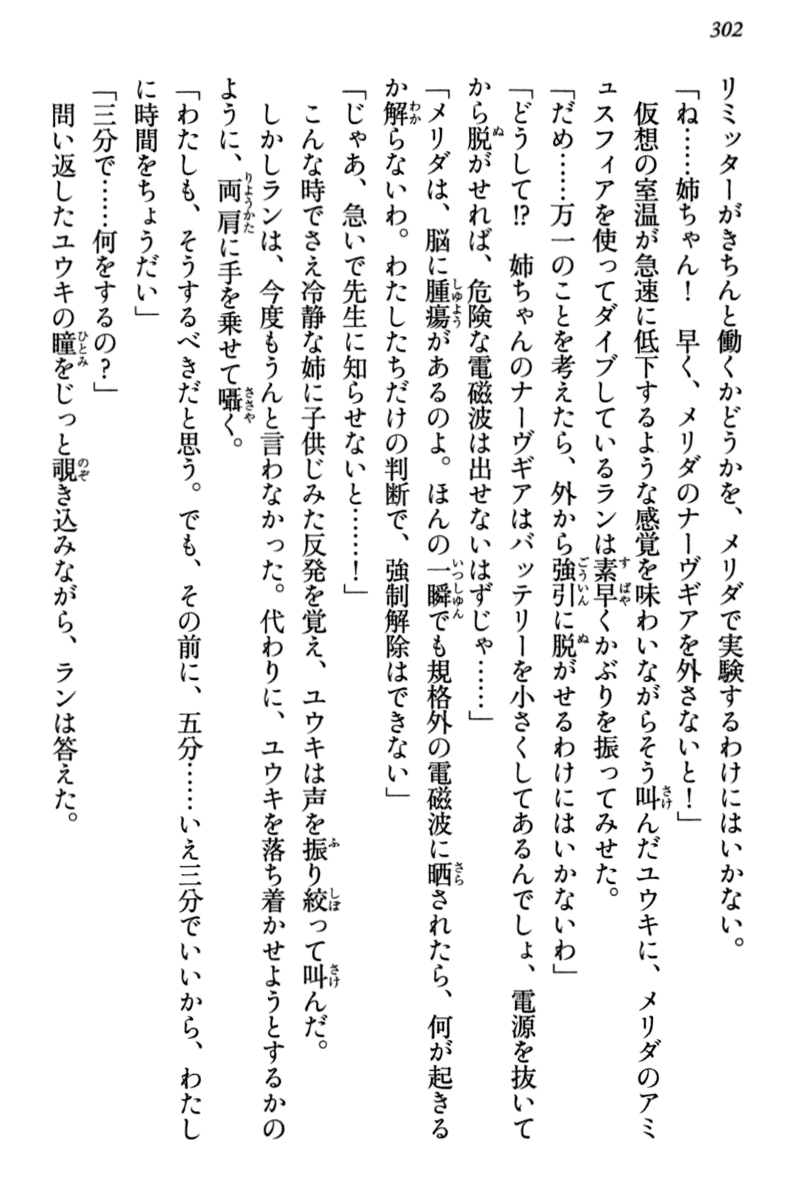 302
リミッターがきちんと働くかどうかを、メリダで実験するわけにはいかない。
「ね……姉ちゃん！　早く、メリダのナーヴギアを外さないと！」
　仮想の室温が急速に低下するような感覚を味わいながらそう叫んだユウキに、メリダのアミ
ュスフィアを使ってダイブしているランは素早くかぶりを振ってみせた。
「だめ……万一のことを考えたら、外から強引に脱がせるわけにはいかないわ」
「どうして!?　姉ちゃんのナーヴギアはバッテリーを小さくしてあるんでしょ、電源を抜いて
から脱がせれば、危険な電磁波は出せないはずじゃ……」
「メリダは、脳に腫瘍があるのよ。ほんの一瞬でも規格外の電磁波に晒されたら、何が起きる
か解らないわ。わたしたちだけの判断で、強制解除はできない」
「じゃあ、急いで先生に知らせないと……！」
　こんな時でさえ冷静な姉に子供じみた反発を覚え、ユウキは声を振り絞って叫んだ。
　しかしランは、今度もうんと言わなかった。代わりに、ユウキを落ち着かせようとするかの
ように、両肩に手を乗せて囁く。
「わたしも、そうするべきだと思う。でも、その前に、五分……いえ三分でいいから、わたし
に時間をちょうだい」
「三分で……何をするの？」
　問い返したユウキの瞳をじっと覗き込みながら、ランは答えた。